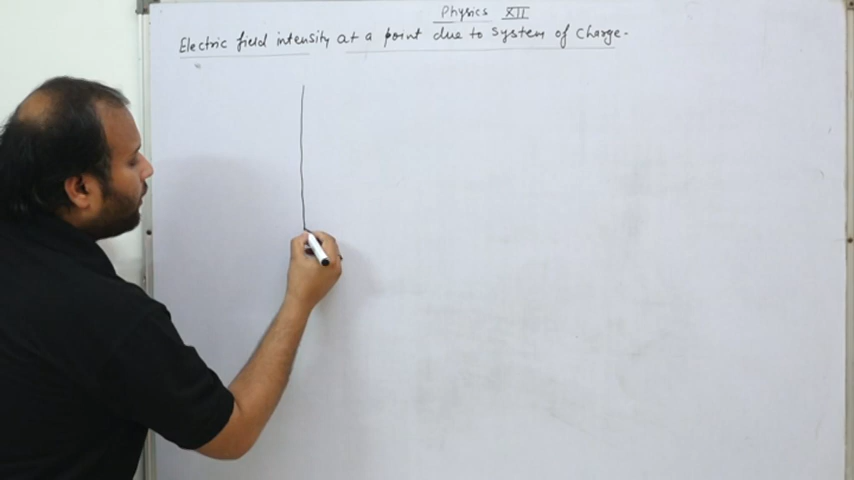 Physics XII
Electric field intensity at a point due to system of charge.